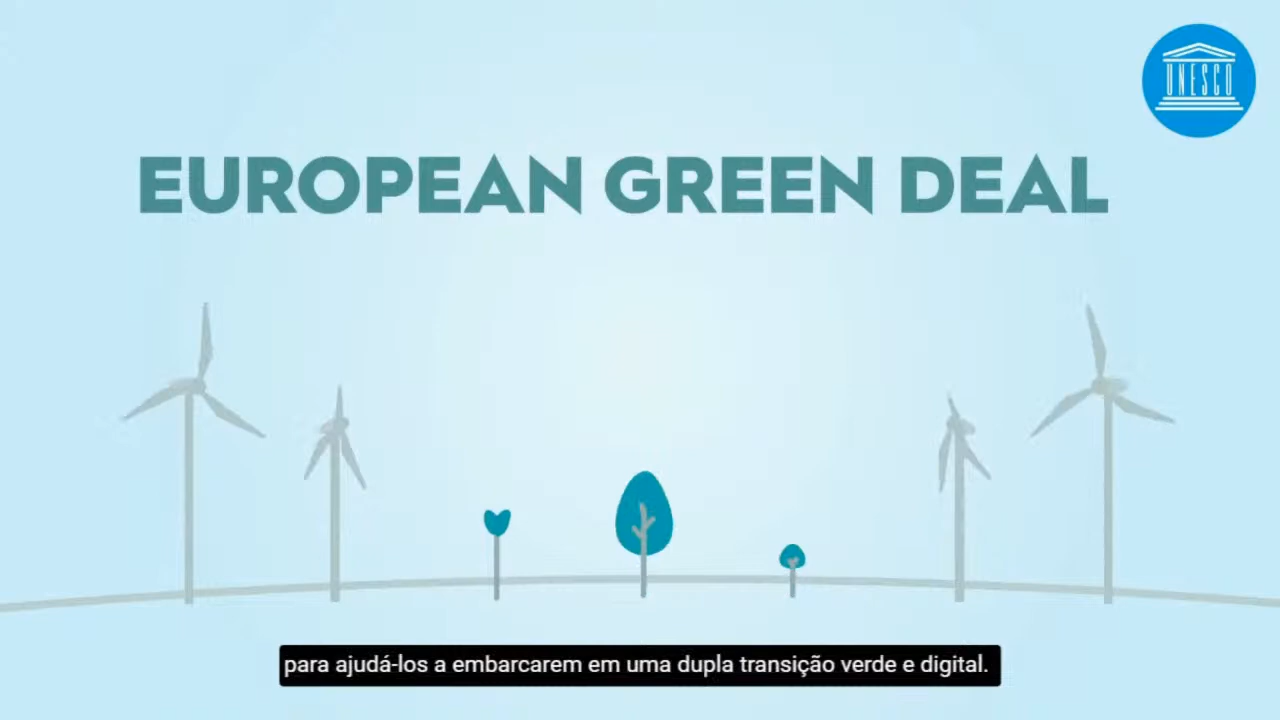 UNESCO
EUROPEAN GREEN DEAL
para ajudá-los a embarcarem em uma dupla transição verde e digital.